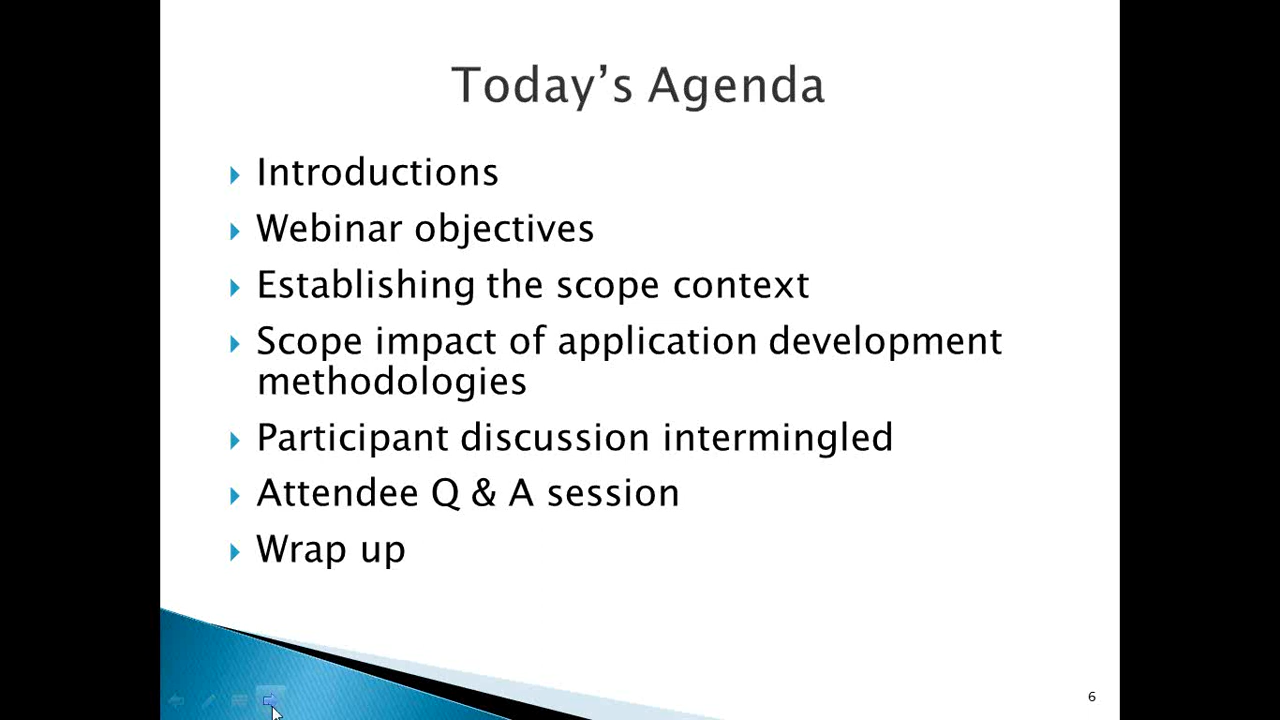 Today’s Agenda
Introductions
Webinar objectives
Establishing the scope context
Scope impact of application development
methodologies
Participant discussion intermingled
Attendee Q & A session
Wrap up
6